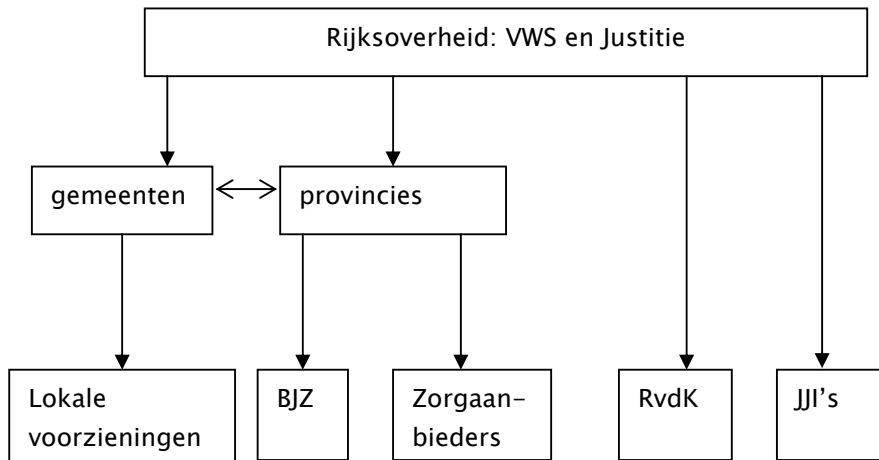 Rijksoverheid: VWS en Justitie
gemeenten
provincies
Lokale
voorzieningen
BJZ
Zorgaan-
bieders
RvdK
JJI's